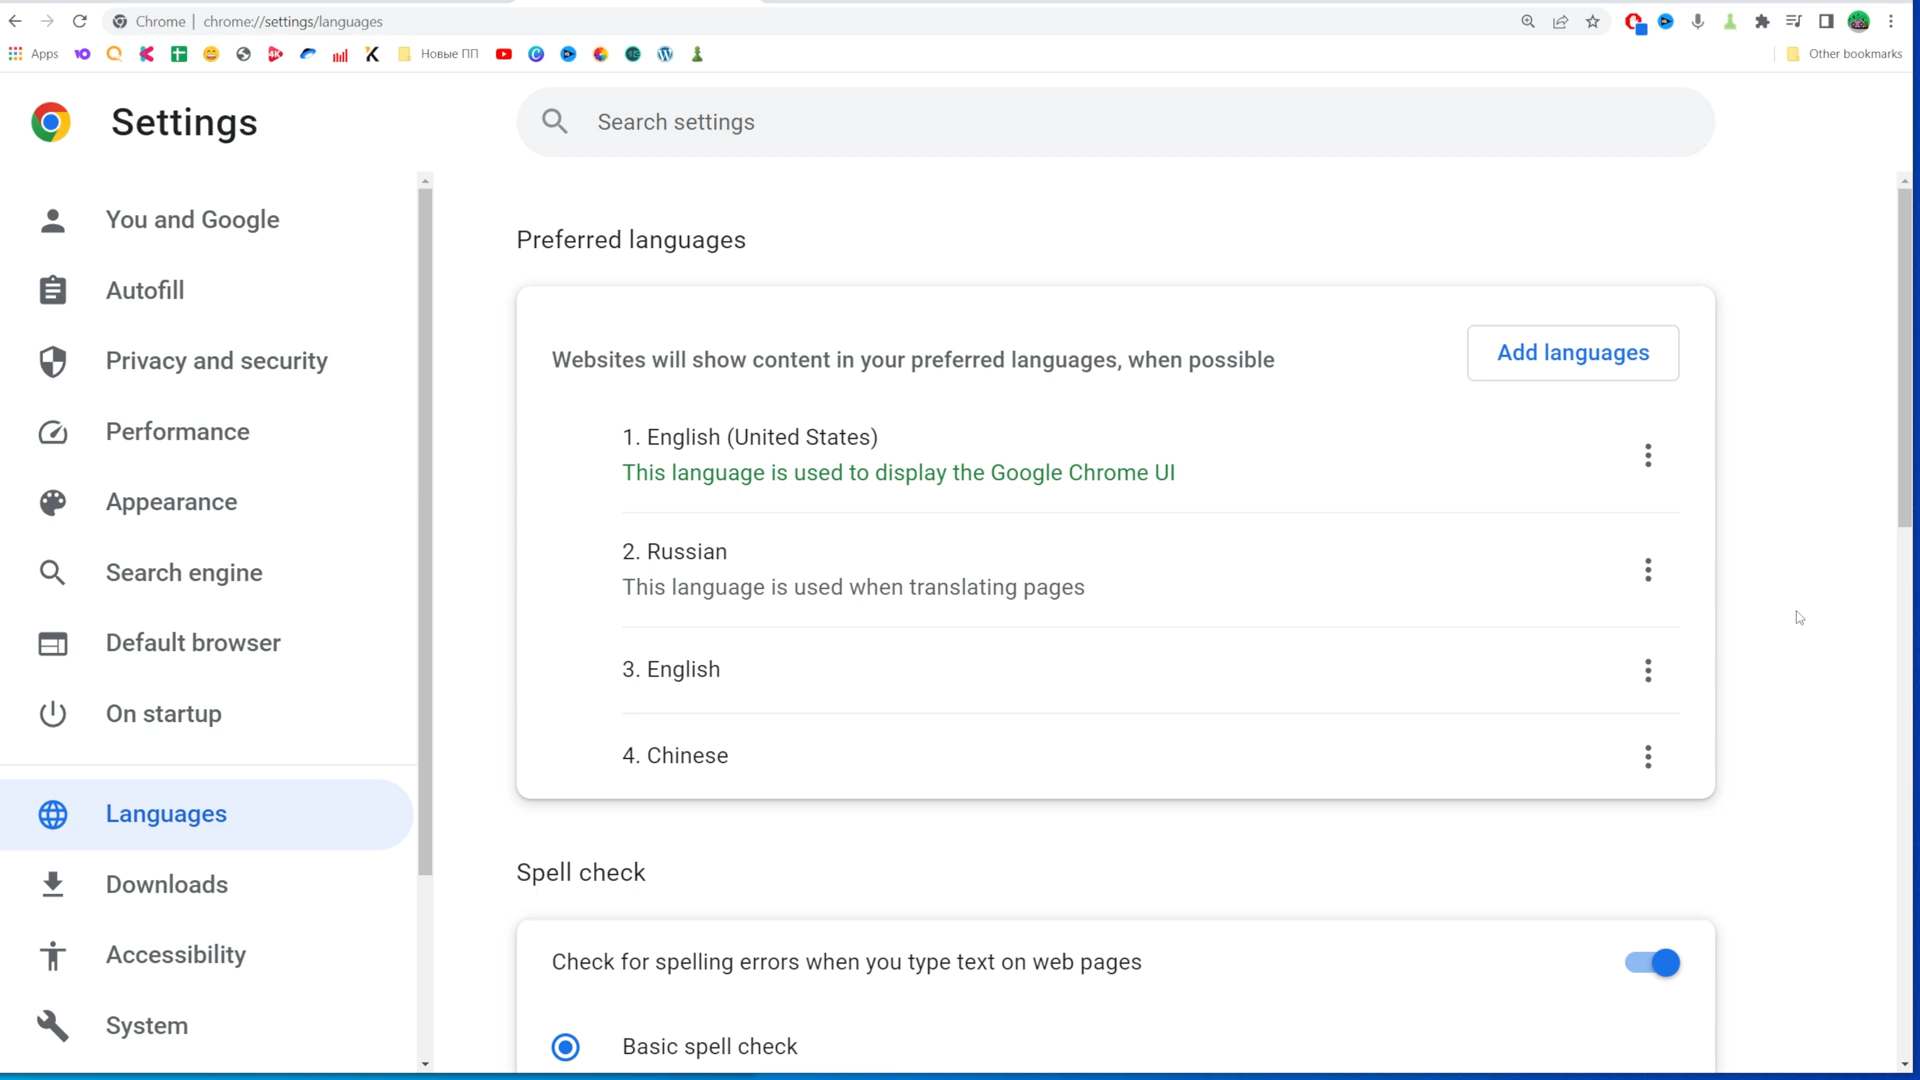 Chrome | chrome://settings/languages
Apps
Новые ПП
Other bookmarks
Settings
Search settings
You and Google
Autofill
Privacy and security
Performance
Appearance
Search engine
Default browser
On startup
Languages
Downloads
Accessibility
System
Preferred languages
Websites will show content in your preferred languages, when possible
Add languages
1. English (United States)
This language is used to display the Google Chrome UI
2. Russian
This language is used when translating pages
3. English
4. Chinese
Spell check
Check for spelling errors when you type text on web pages
Basic spell check